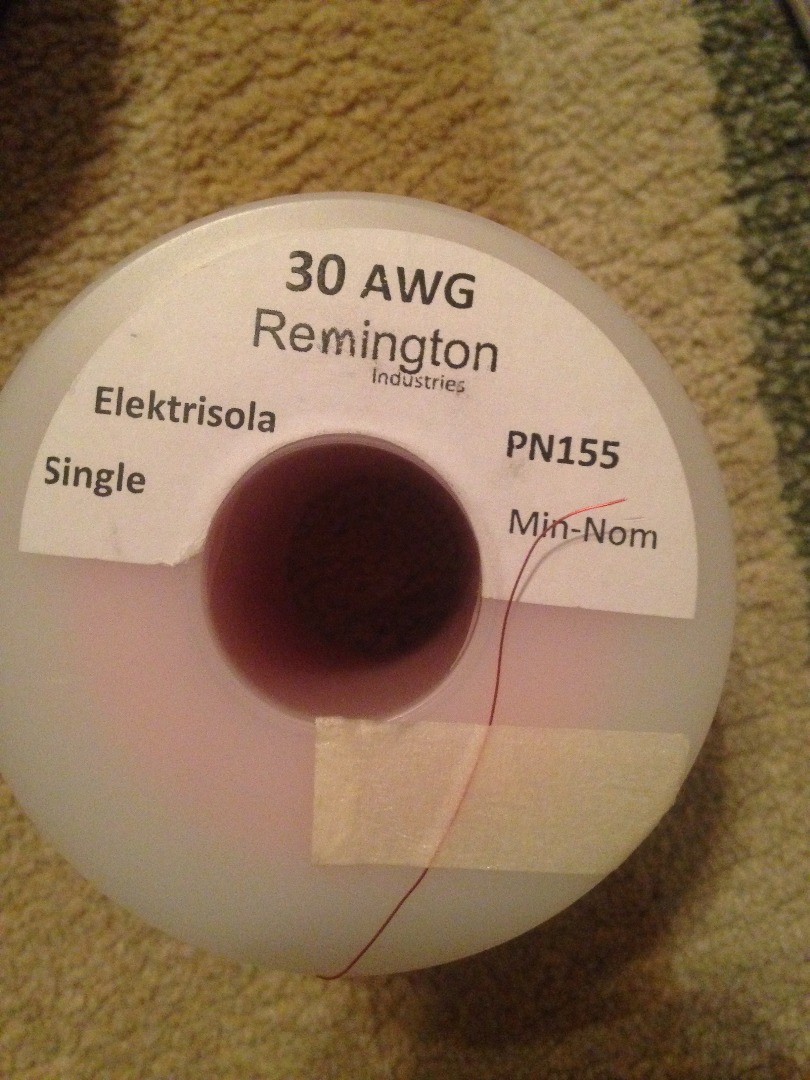 30 AWG
Remington
Industries
Elektrisola
PN155
Single
Min-Nom